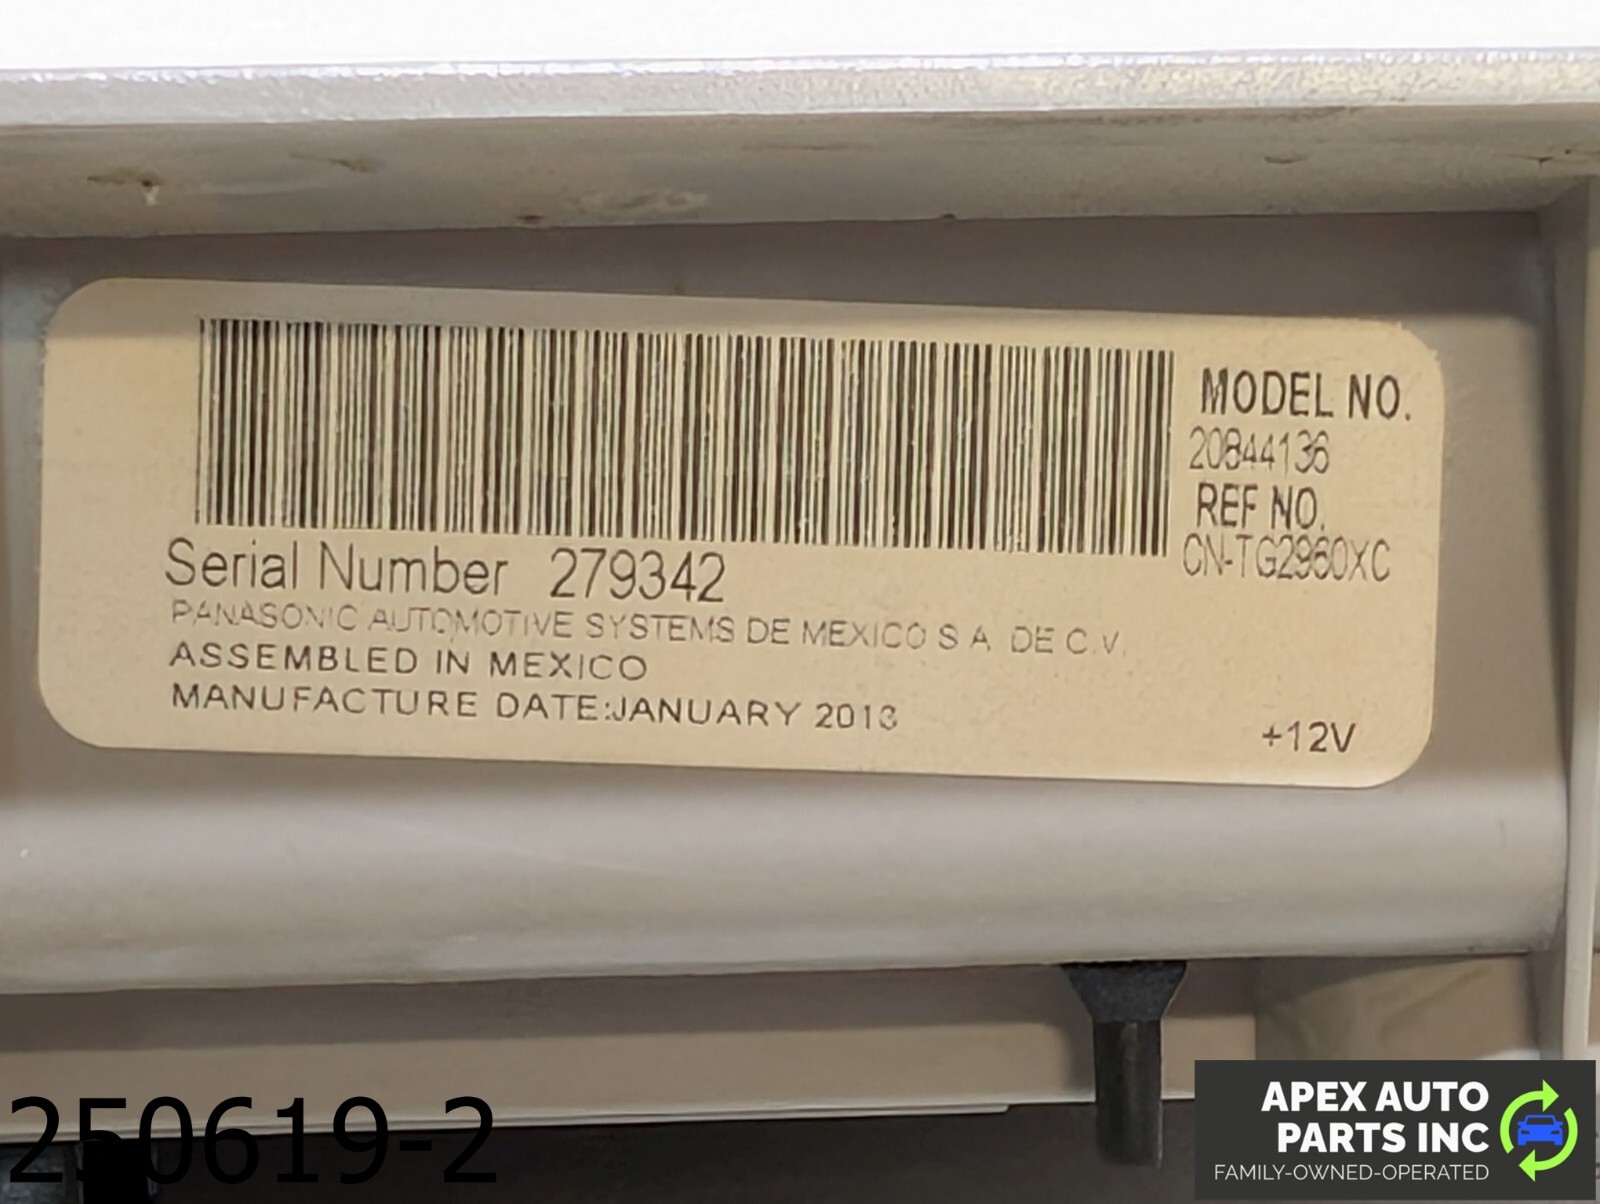 MODEL NO.
20844136
REF NO.
CN-TG2960XC
Serial Number 279342
PANASONIC AUTOMOTIVE SYSTEMS DE MEXICO S A. DE C.V.
ASSEMBLED IN MEXICO
MANUFACTURE DATE:JANUARY 2013
+12V
250619-2
APEX AUTO
PARTS INC
FAMILY-OWNED-OPERATED